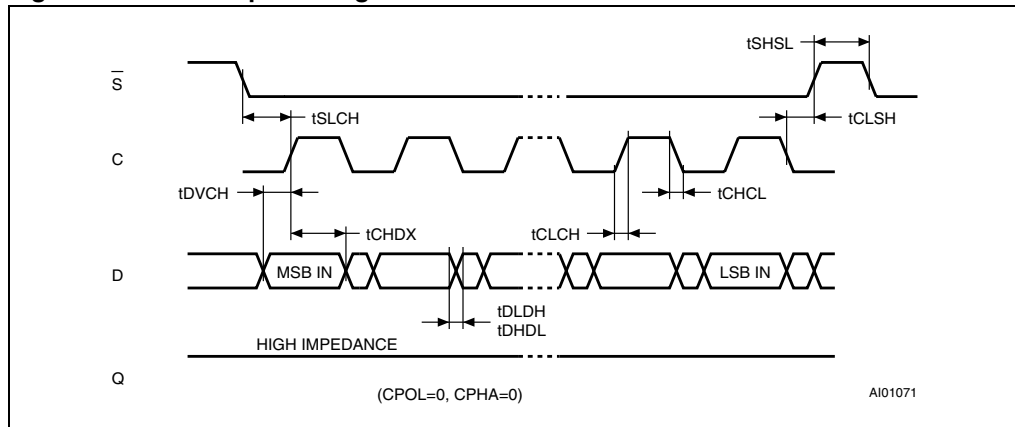 tSHSL
S
tSLCH
tCLSH
C
tDVCH
tCHCL
tCHDX
tCLCH
D
MSB IN
LSB IN
tDLDH
tDHDL
HIGH IMPEDANCE
Q
(CPOL=0, CPHA=0)
AI01071